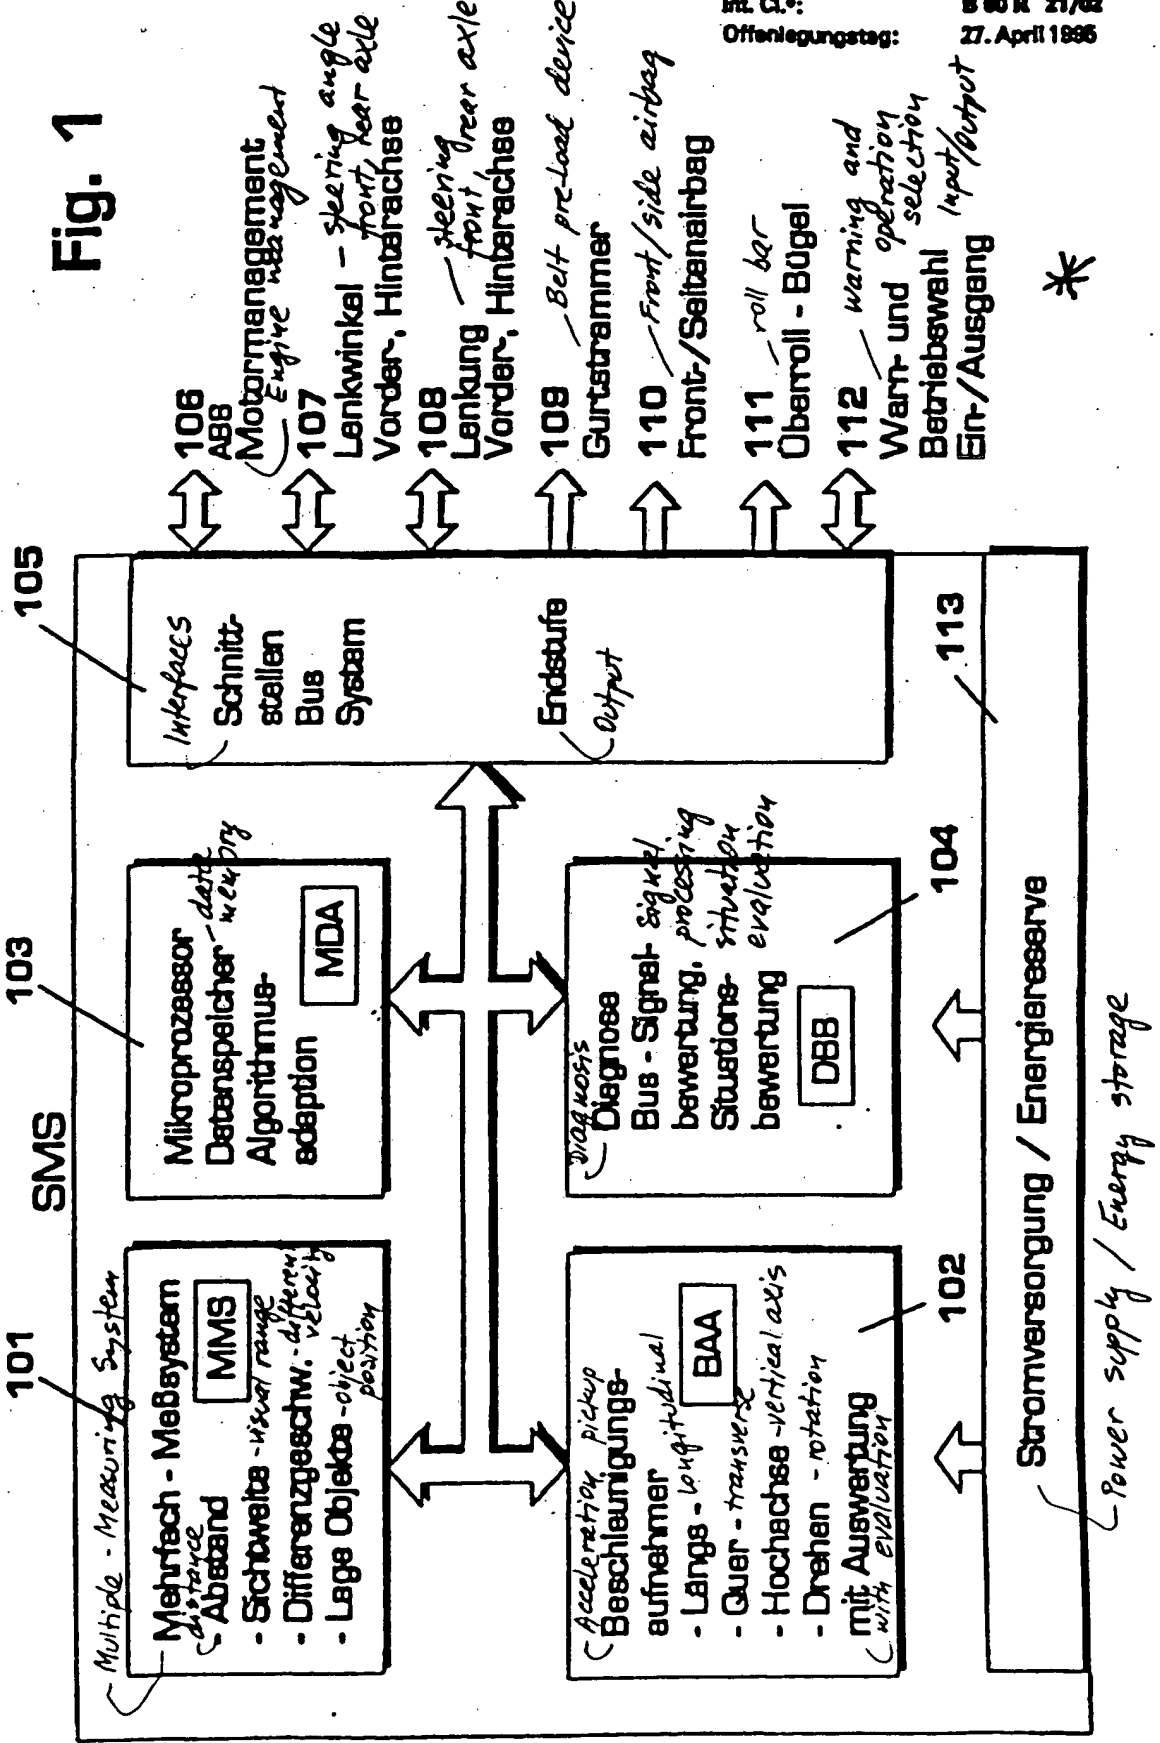 Int. Cl.⁶: B 60 R 21/02
Offenlegungstag: 27. April 1995
Fig. 1
SMS
101
Multiple - Measuring System
Mehrfach - Meßsystem
distance
- Abstand
MMS
- Sichtweite - visual range
- Differenzgeschw. - different velocity
- Lage Objekte - object position
103
Mikroprozessor
Datenspeicher - data memory
Algorithmus-
adaption
MDA
105
Interfaces
Schnitt-
stellen
Bus
System
Endstufe
Output
106
ABS
Motormanagement
Engine management
107
Lenkwinkel - steering angle
Vorder-, Hinterachse front, rear axle
108
Lenkung - steering
Vorder-, Hinterachse front, rear axle
109 - Belt pre-load device
Gurtstrammer
110 - Front/side airbag
Front-/Seitenairbag
111 - roll bar
Überroll - Bügel
112 - warning and
Warn- und operation
Betriebswahl selection
Ein-/Ausgang Input/Output
*
102
Acceleration pickup
Beschleunigungs-
aufnehmer
- Längs - longitudinal
BAA
- Quer - transverse
- Hochachse - vertical axis
- Drehen - rotation
mit Auswertung
with evaluation
104
Diagnosis
Diagnose
Bus - Signal- signal
bewertung, processing
Situations- situation
bewertung evaluation
DBB
113
Stromversorgung / Energiereserve
Power supply / Energy storage